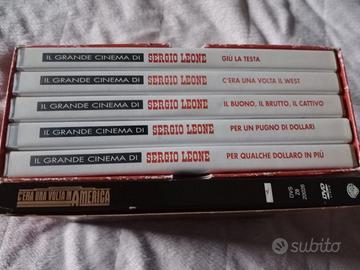 IL GRANDE CINEMA DI SERGIO LEONE GIÙ LA TESTA
IL GRANDE CINEMA DI SERGIO LEONE C'ERA UNA VOLTA IL WEST
IL GRANDE CINEMA DI SERGIO LEONE IL BUONO, IL BRUTTO, IL CATTIVO
IL GRANDE CINEMA DI SERGIO LEONE PER UN PUGNO DI DOLLARI
IL GRANDE CINEMA DI SERGIO LEONE PER QUALCHE DOLLARO IN PIÙ
C'ERA UNA VOLTA IN AMERICA
DVD
subito